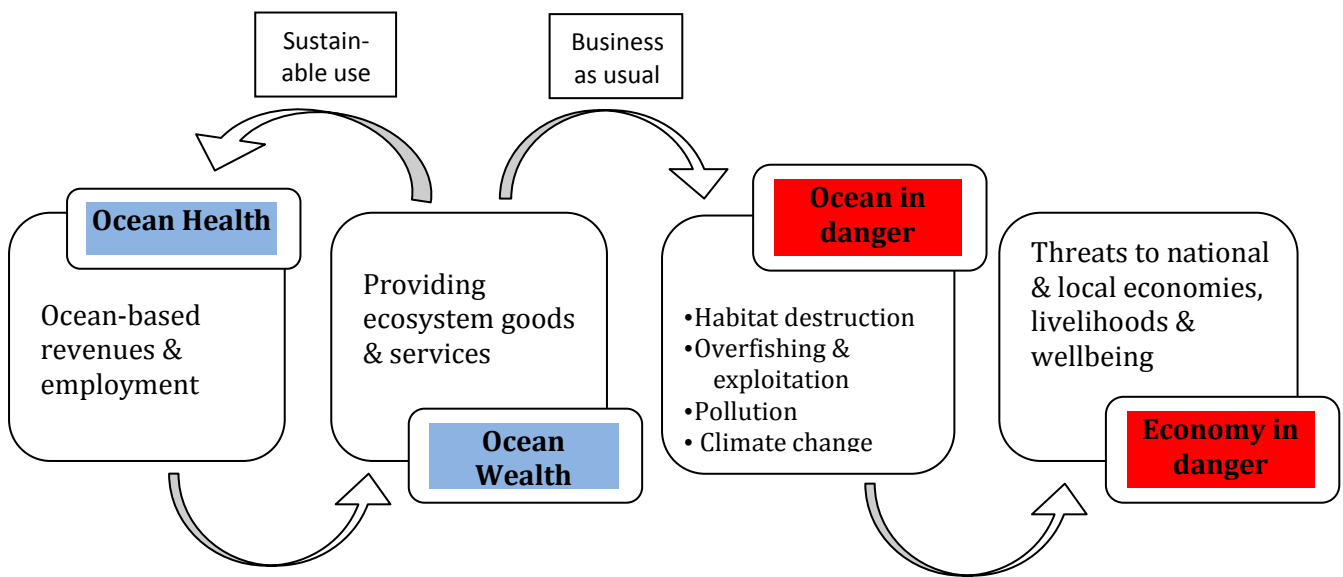 Sustain-
able use
Business
as usual
Ocean Health
Ocean-based
revenues &
employment
Providing
ecosystem goods
& services
Ocean
Wealth
Ocean in
danger
•Habitat destruction
•Overfishing &
exploitation
•Pollution
• Climate change
Threats to national
& local economies,
livelihoods &
wellbeing
Economy in
danger